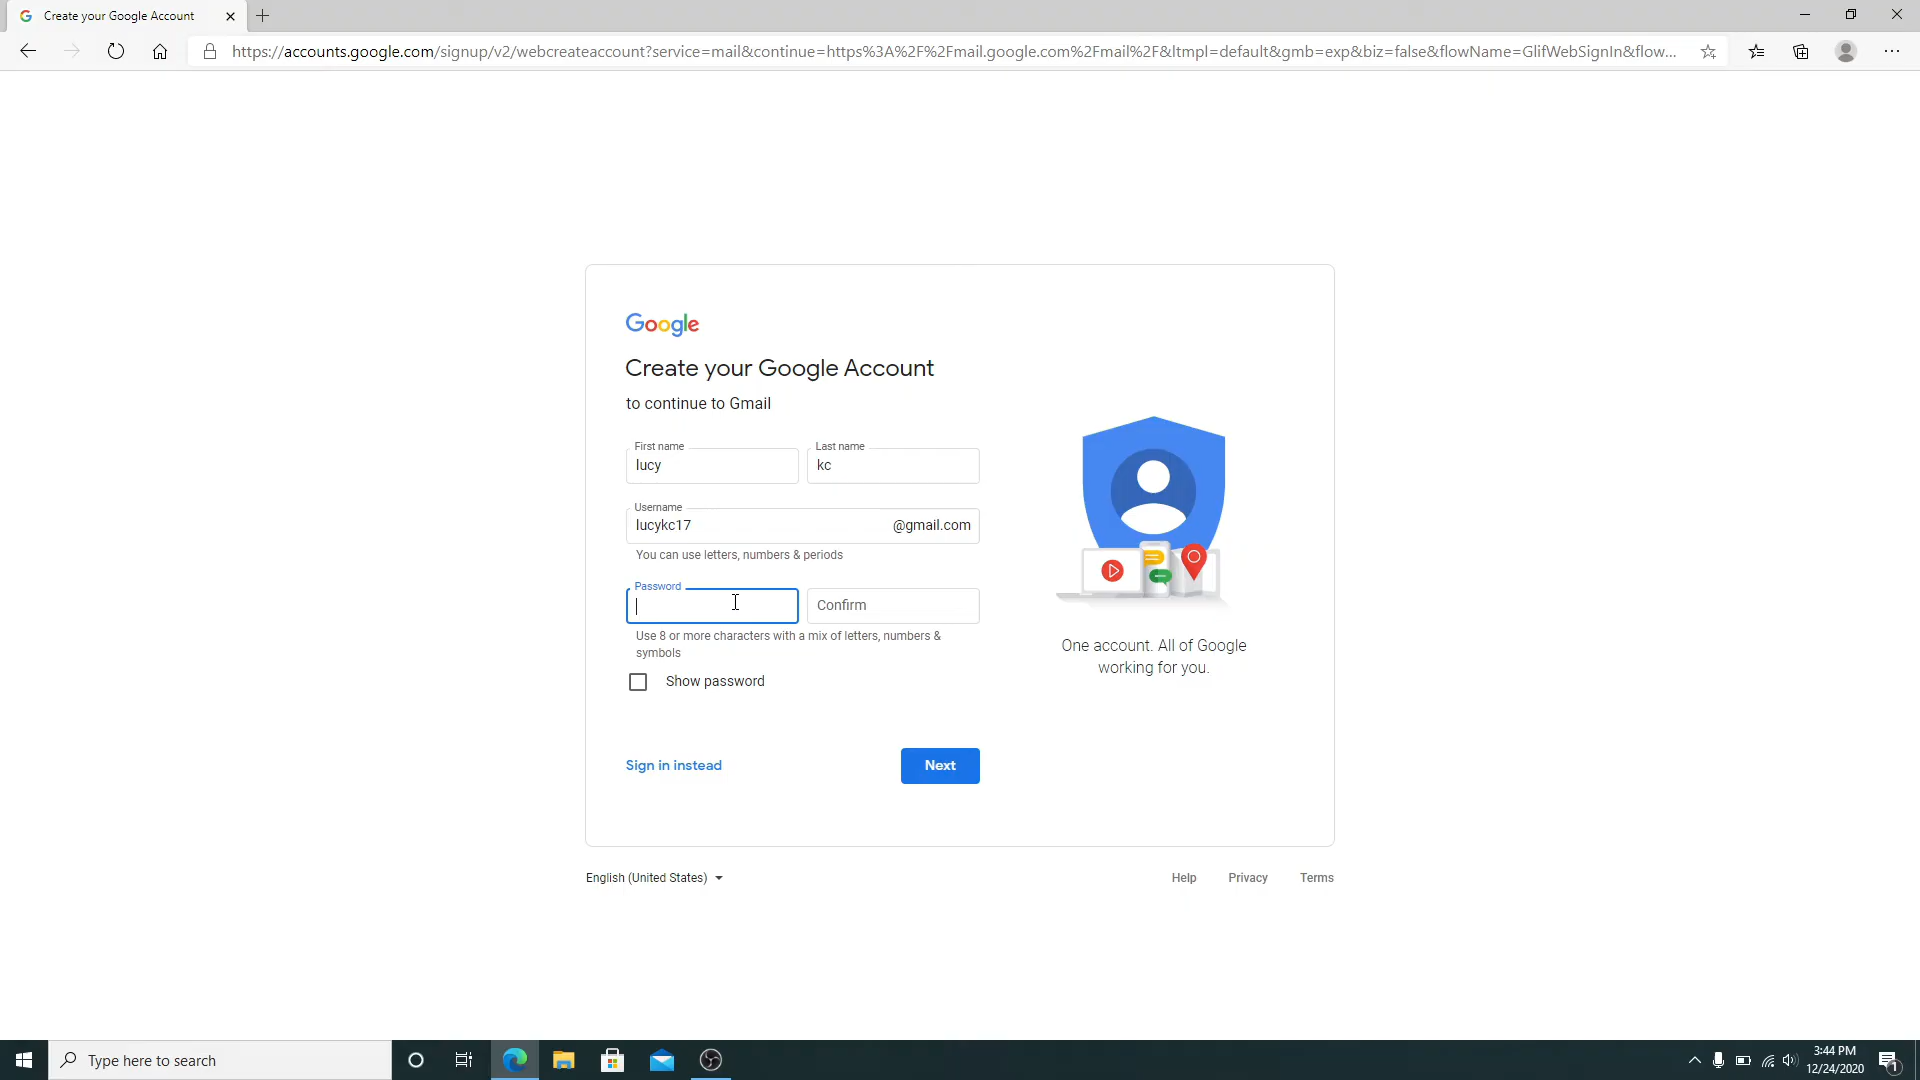 Create your Google Account
https://accounts.google.com/signup/v2/webcreateaccount?service=mail&continue=https%3A%2F%2Fmail.google.com%2Fmail%2F&ltmpl=default&gmb=exp&biz=false&flowName=GlifWebSignIn&flow...
Google
Create your Google Account
to continue to Gmail
First name
Last name
lucy
kc
Username
lucykc17
@gmail.com
You can use letters, numbers & periods
Password
Confirm
Use 8 or more characters with a mix of letters, numbers &
symbols
Show password
Sign in instead
Next
One account. All of Google
working for you.
English (United States)
Help
Privacy
Terms
Type here to search
3:44 PM
12/24/2020
1